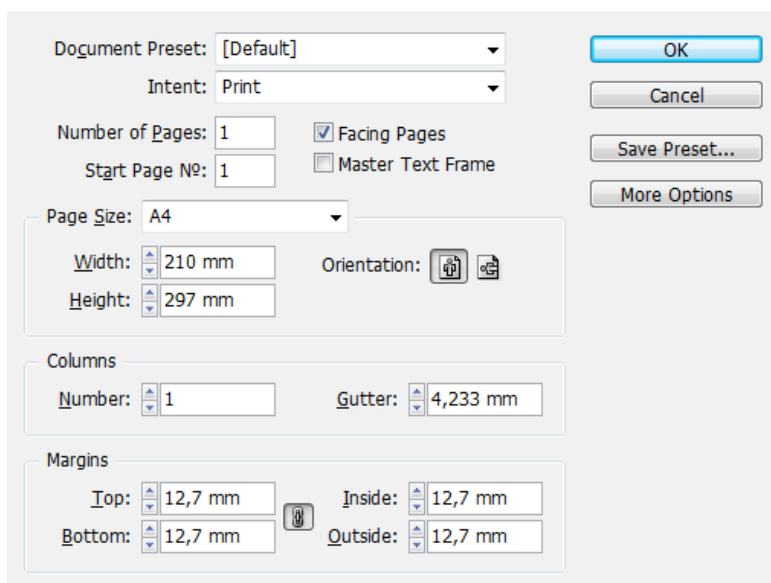 Document Preset: [Default]
OK
Intent: Print
Cancel
Number of Pages: 1
Facing Pages
Save Preset...
Start Page Nº: 1
Master Text Frame
More Options
Page Size: A4
Width: 210 mm
Orientation:
Height: 297 mm
Columns
Number: 1
Gutter: 4,233 mm
Margins
Top: 12,7 mm
Inside: 12,7 mm
Bottom: 12,7 mm
Outside: 12,7 mm